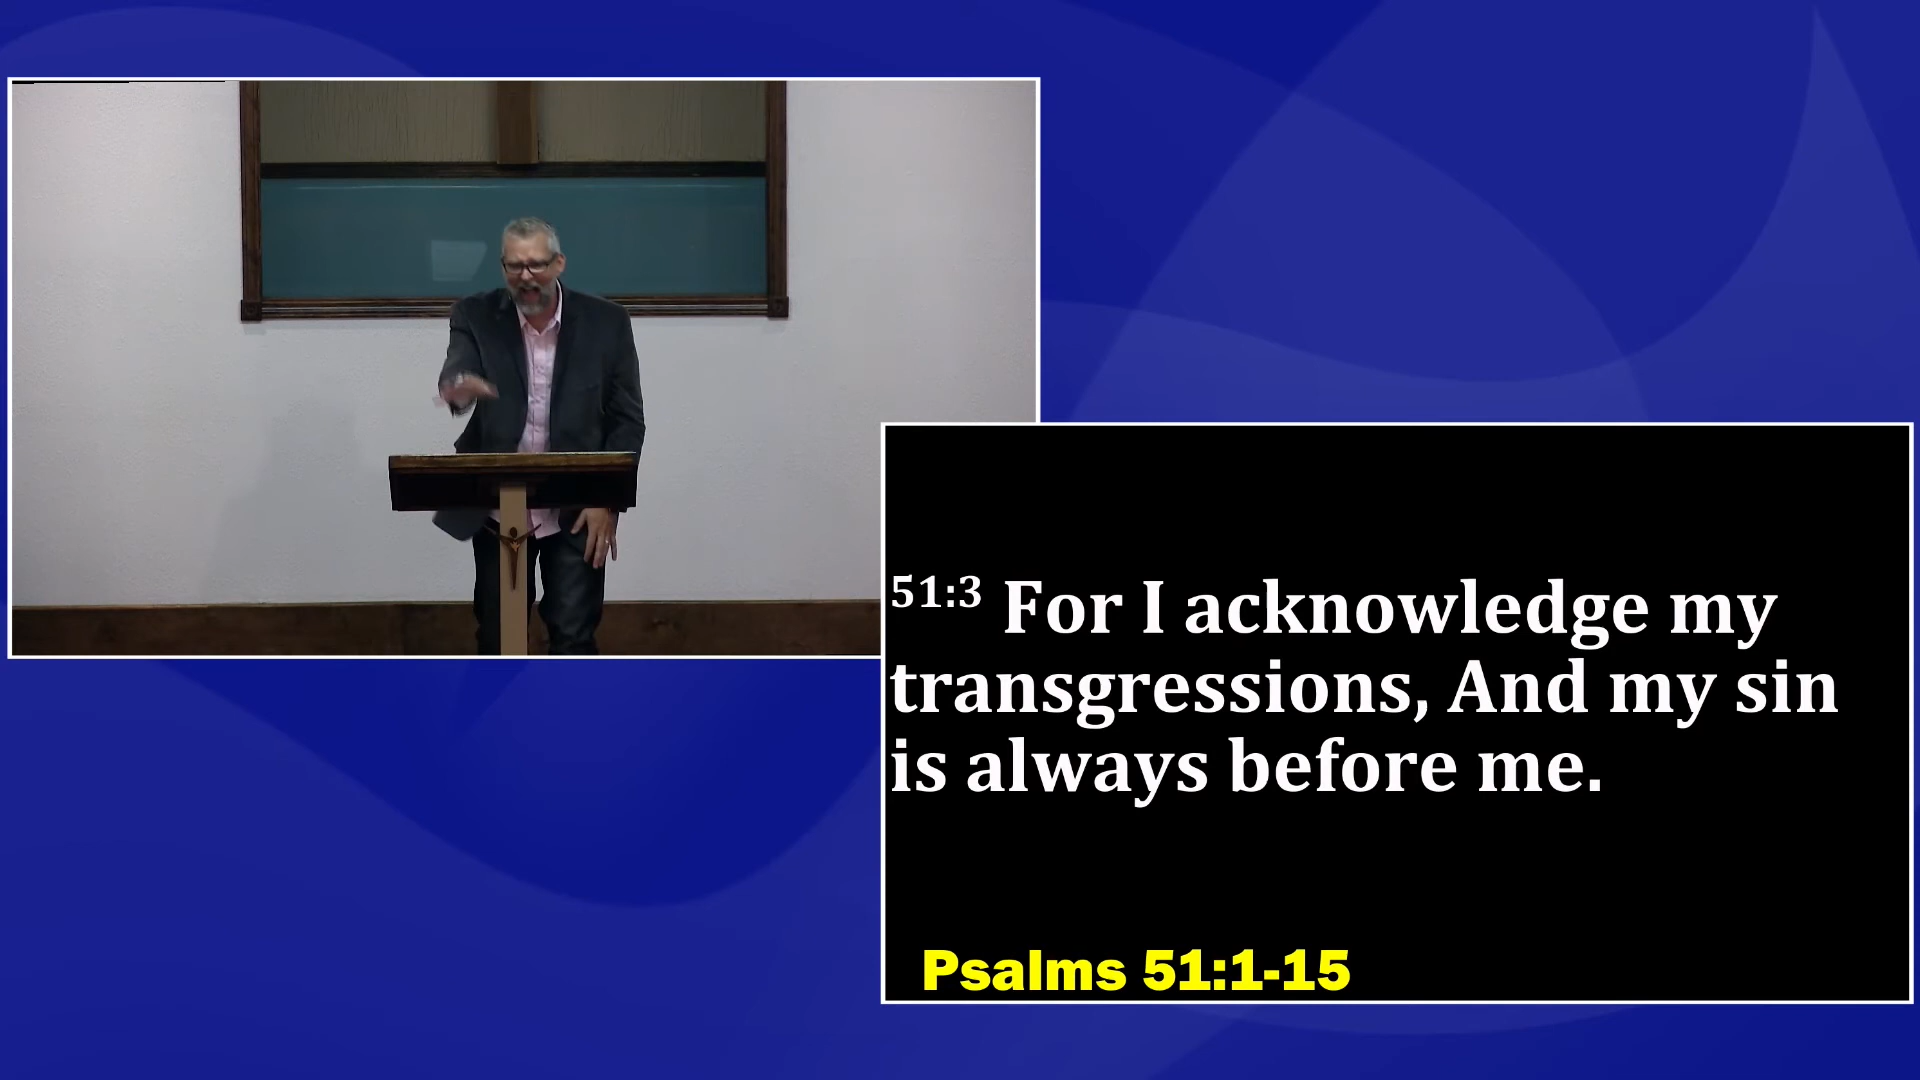 51:3 For I acknowledge my
transgressions, And my sin
is always before me.
Psalms 51:1-15